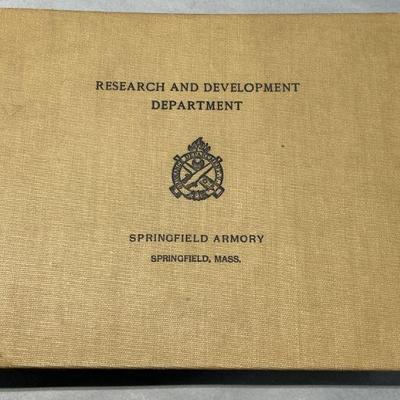 RESEARCH AND DEVELOPMENT
DEPARTMENT
SPRINGFIELD ARMORY
SPRINGFIELD, MASS.